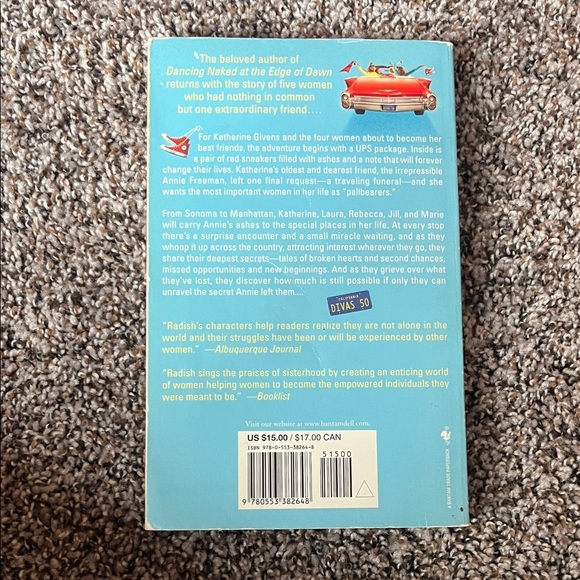 The beloved author of
Dancing Naked at the Edge of Dawn
returns with the story of five women
who had nothing in common
but one extraordinary friend....
For Katherine Givens and the four women about to become her
best friends, the adventure begins with a UPS package. Inside is
a pair of red sneakers filled with ashes and a note that will forever
change their lives. Katherine's oldest and dearest friend, the irrepressible
Annie Freeman, left one final request—a traveling funeral—and she
wants the most important women in her life as "pallbearers."
From Sonoma to Manhattan, Katherine, Laura, Rebecca, Jill, and Marie
will carry Annie's ashes to the special places in her life. At every stop
there's a surprise encounter and a small miracle waiting, and as
they whoop it up across the country, attracting interest wherever they go, they
share their deepest secrets—tales of broken hearts and second chances,
missed opportunities and new beginnings. And as they grieve over what
they've lost, they discover how much is still possible if only they can
unravel the secret Annie left them...
CALIFORNIA
DIVAS 50
"Radish's characters help readers realize they are not alone in the
world and their struggles have been or will be experienced by other
women." —Albuquerque Journal
"Radish sings the praises of sisterhood by creating an enticing world
of women helping women to become the empowered individuals they
were meant to be." —Booklist
Visit our website at www.bantamdell.com.
US $15.00 / $17.00 CAN
ISBN 978-0-553-38264-8
51500
9 780553 382648
A BANTAM TRADE PAPERBACK